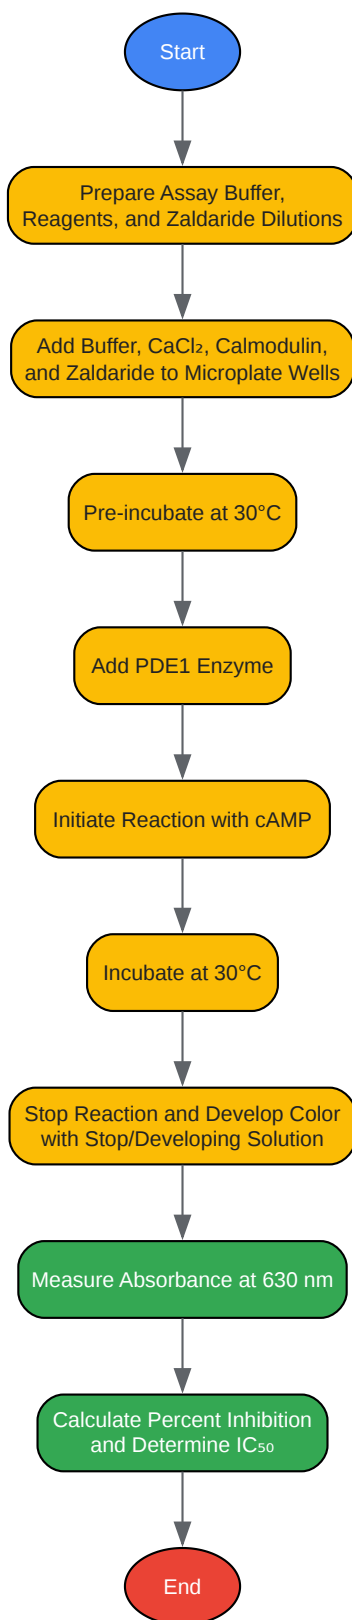 Start
Prepare Assay Buffer,
Reagents, and Zaldaride Dilutions
Add Buffer, CaCl₂, Calmodulin,
and Zaldaride to Microplate Wells
Pre-incubate at 30°C
Add PDE1 Enzyme
Initiate Reaction with cAMP
Incubate at 30°C
Stop Reaction and Develop Color
with Stop/Developing Solution
Measure Absorbance at 630 nm
Calculate Percent Inhibition
and Determine IC₅₀
End